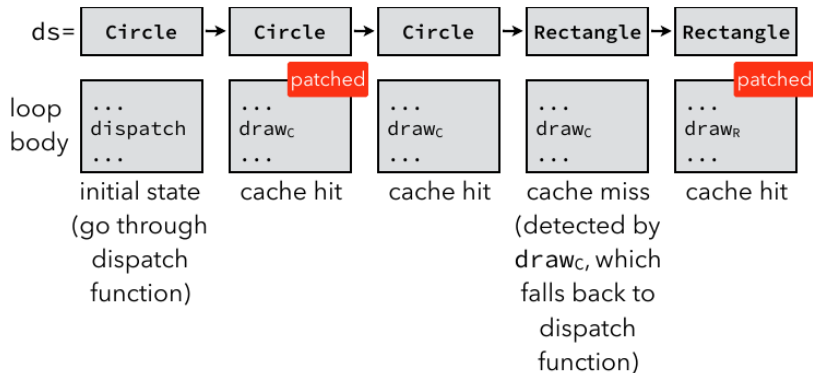 ds= Circle Circle Circle Rectangle Rectangle
patched patched
loop body
...
dispatch
...
...
drawC
...
...
drawC
...
...
drawC
...
...
drawR
...
initial state
(go through
dispatch
function)
cache hit
cache hit
cache miss
(detected by
drawC, which
falls back to
dispatch
function)
cache hit